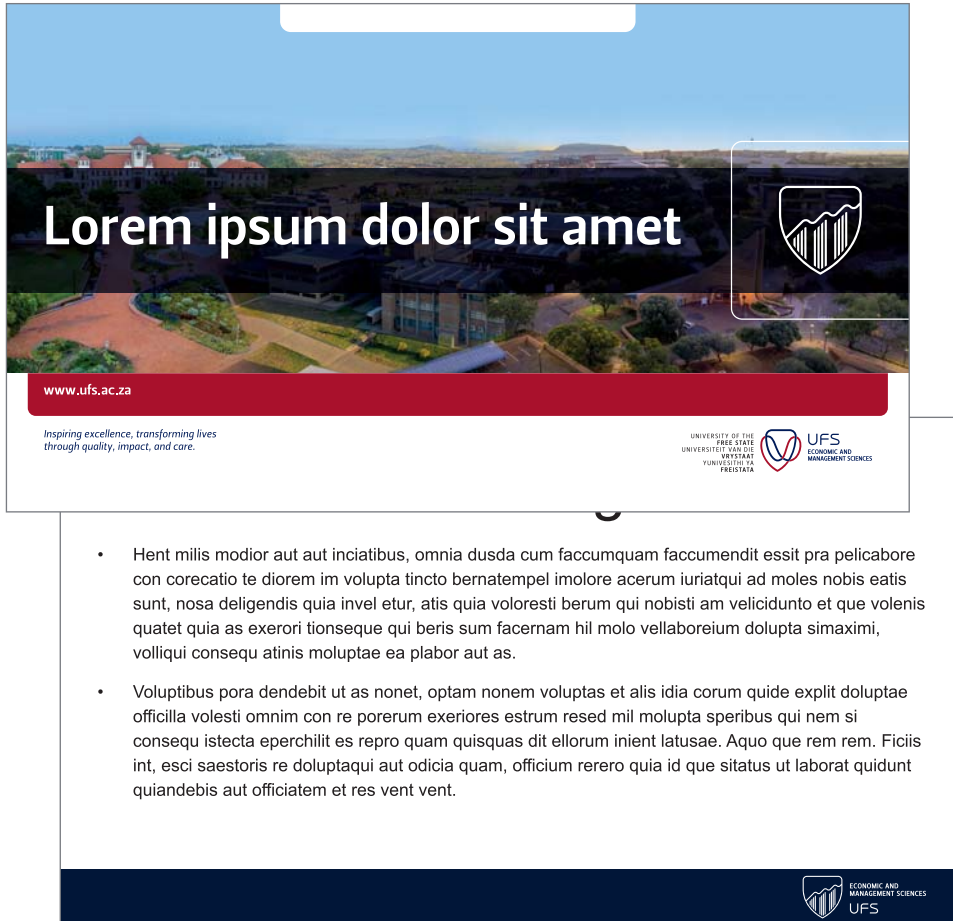 Lorem ipsum dolor sit amet
www.ufs.ac.za
Inspiring excellence, transforming lives
through quality, impact, and care.
UNIVERSITY OF THE
FREE STATE
UNIVERSITEIT VAN DIE
VRYSTAAT
YUNIVESITHI YA
FREISTATA
UFS
ECONOMIC AND
MANAGEMENT SCIENCES
• Hent milis modior aut aut inciatibus, omnia dusda cum faccumquam faccumendit essit pra pelicabore
con corecatio te diorem im volupta tincto bernatempel imolore acerum iuriatqui ad moles nobis eatis
sunt, nosa deligendis quia invel etur, atis quia voloresti berum qui nobisti am velicidunto et que volenis
quatet quia as exerori tionseque qui beris sum facernam hil molo vellaboreium dolupta simaximi,
volliqui consequ atinis moluptae ea plabor aut as.
• Voluptibus pora dendebit ut as nonet, optam nonem voluptas et alis idia corum quide explit doluptae
officilla volesti omnim con re porerum exeriores estrum resed mil molupta speribus qui nem si
consequ istecta eperchilit es repro quam quisquas dit ellorum inient latusae. Aquo que rem rem. Ficiis
int, esci saestoris re doluptaqui aut odicia quam, officium rerero quia id que sitatus ut laborat quidunt
quiandebis aut officiatem et res vent vent.
ECONOMIC AND
MANAGEMENT SCIENCES
UFS